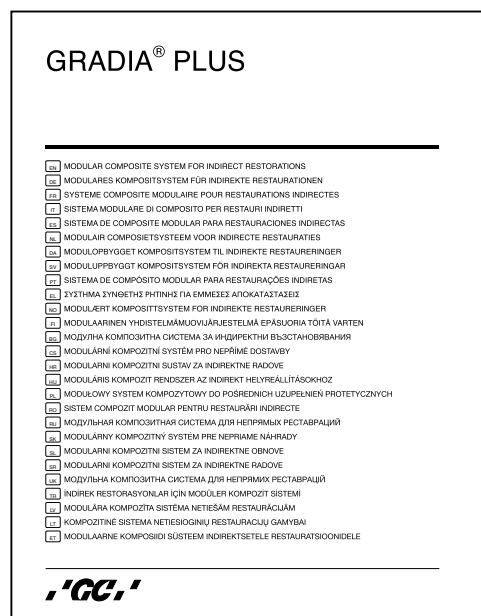 GRADIA® PLUS
EN MODULAR COMPOSITE SYSTEM FOR INDIRECT RESTORATIONS
DE MODULARES KOMPOSITSYSTEM FÜR INDIREKTE RESTAURATIONEN
FR SYSTEME COMPOSITE MODULAIRE POUR RESTAURATIONS INDIRECTES
IT SISTEMA MODULARE DI COMPOSITO PER RESTAURI INDIRETTI
ES SISTEMA DE COMPOSITE MODULAR PARA RESTAURACIONES INDIRECTAS
NL MODULAIR COMPOSIETSYSTEEM VOOR INDIRECTE RESTAURATIES
DA MODULOPBYGGET KOMPOSITSYSTEM TIL INDIREKTE RESTAURERINGER
SV MODULUPPBYGGT KOMPOSITSYSTEM FÖR INDIREKTA RESTAURERINGAR
PT SISTEMA DE COMPÓSITO MODULAR PARA RESTAURAÇÕES INDIRETAS
EL ΣΥΣΤΗΜΑ ΣΥΝΘΕΤΗΣ ΡΗΤΙΝΗΣ ΓΙΑ ΕΜΜΕΣΕΣ ΑΠΟΚΑΤΑΣΤΑΣΕΙΣ
NO MODULÆRT KOMPOSITTSYSTEM FOR INDIREKTE RESTAURERINGER
FI MODULAARINEN YHDISTELMÄMUOVIJÄRJESTELMÄ EPÄSUORIA TÖITÄ VARTEN
BG МОДУЛНА КОМПОЗИТНА СИСТЕМА ЗА ИНДИРЕКТНИ ВЪЗСТАНОВЯВАНИЯ
CS MODULÁRNÍ KOMPOZITNÍ SYSTÉM PRO NEPŘÍMÉ DOSTAVBY
HR MODULARNI KOMPOZITNI SUSTAV ZA INDIREKTNE RADOVE
HU MODULÁRIS KOMPOZIT RENDSZER AZ INDIREKT HELYREÁLLÍTÁSOKHOZ
PL MODUŁOWY SYSTEM KOMPOZYTOWY DO POŚREDNICH UZUPEŁNIEŃ PROTETYCZNYCH
RO SISTEM COMPOZIT MODULAR PENTRU RESTAURĂRI INDIRECTE
RU МОДУЛЬНАЯ КОМПОЗИТНАЯ СИСТЕМА ДЛЯ НЕПРЯМЫХ РЕСТАВРАЦИЙ
SK MODULÁRNY KOMPOZITNÝ SYSTÉM PRE NEPRIAME NÁHRADY
SL MODULARNI KOMPOZITNI SISTEM ZA INDIREKTNE OBNOVE
SR MODULARNI KOMPOZITNI SISTEM ZA INDIREKTNE RADOVE
UK МОДУЛЬНА КОМПОЗИТНА СИСТЕМА ДЛЯ НЕПРЯМИХ РЕСТАВРАЦІЙ
TR İNDİREK RESTORASYONLAR İÇİN MODÜLER KOMPOZİT SİSTEMİ
LV MODULĀRA KOMPOZĪTA SISTĒMA NETIEŠĀM RESTAURĀCIJĀM
LT KOMPOZITINĖ SISTEMA NETIESIOGINIŲ RESTAURACIJŲ GAMYBAI
ET MODULAARNE KOMPOSIIDI SÜSTEEM INDIREKTSETELE RESTAURATSIOONIDELE
GC